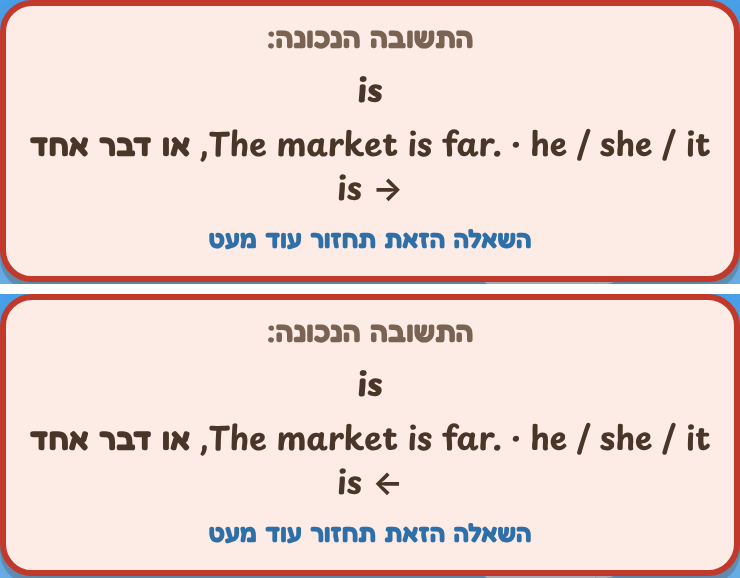 התשובה הנכונה:
is
The market is far. · he / she / it, או דבר אחד
→ is
השאלה הזאת תחזור עוד מעט
התשובה הנכונה:
is
The market is far. · he / she / it, או דבר אחד
← is
השאלה הזאת תחזור עוד מעט